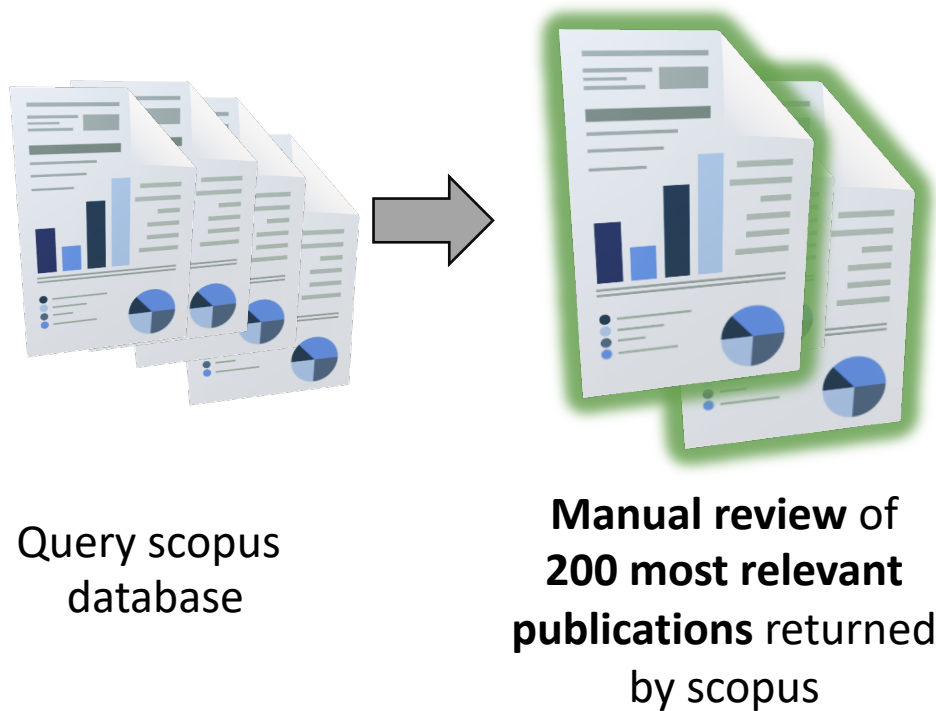 Query scopus
database
Manual review of
200 most relevant
publications returned
by scopus